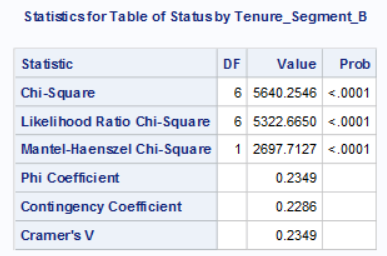 Statistics for Table of Status by Tenure_Segment_B
Statistic DF Value Prob
Chi-Square 6 5640.2546 <.0001
Likelihood Ratio Chi-Square 6 5322.6650 <.0001
Mantel-Haenszel Chi-Square 1 2697.7127 <.0001
Phi Coefficient 0.2349
Contingency Coefficient 0.2286
Cramer's V 0.2349